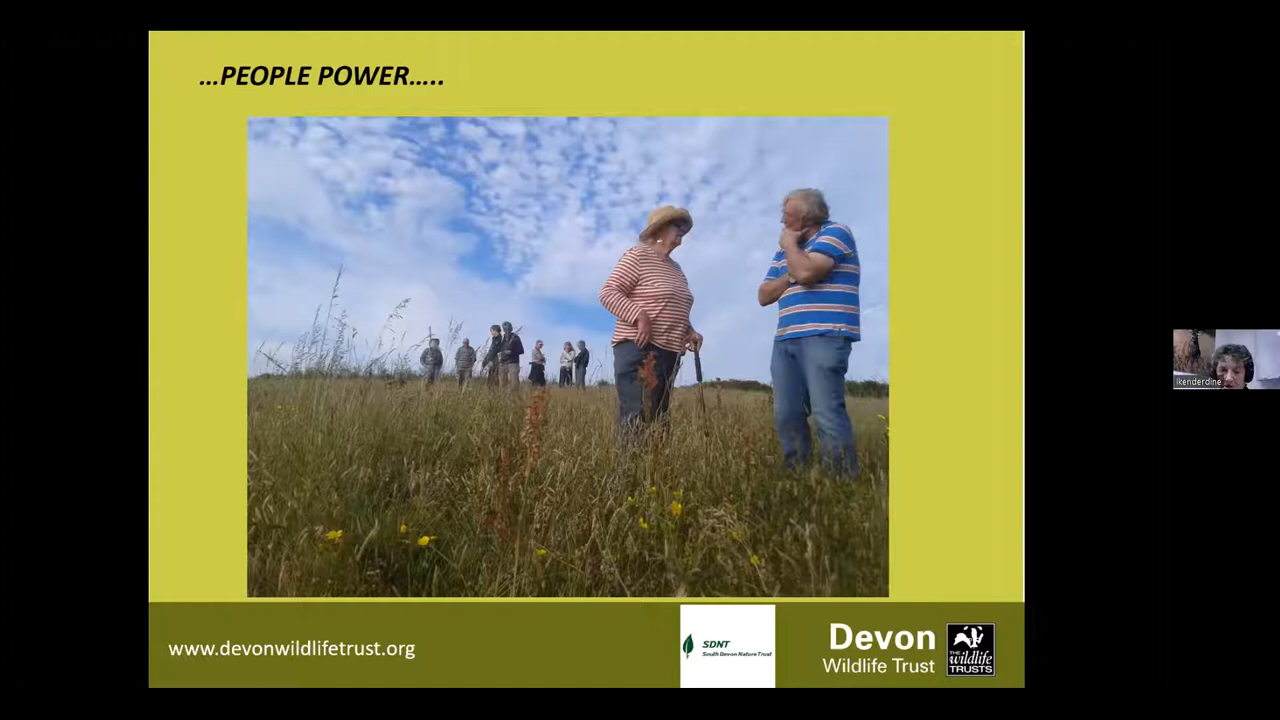 ...PEOPLE POWER.....
www.devonwildlifetrust.org
SDNT
South Devon Nature Trust
Devon
Wildlife Trust
THE
wildlife
TRUSTS
lkenderdine